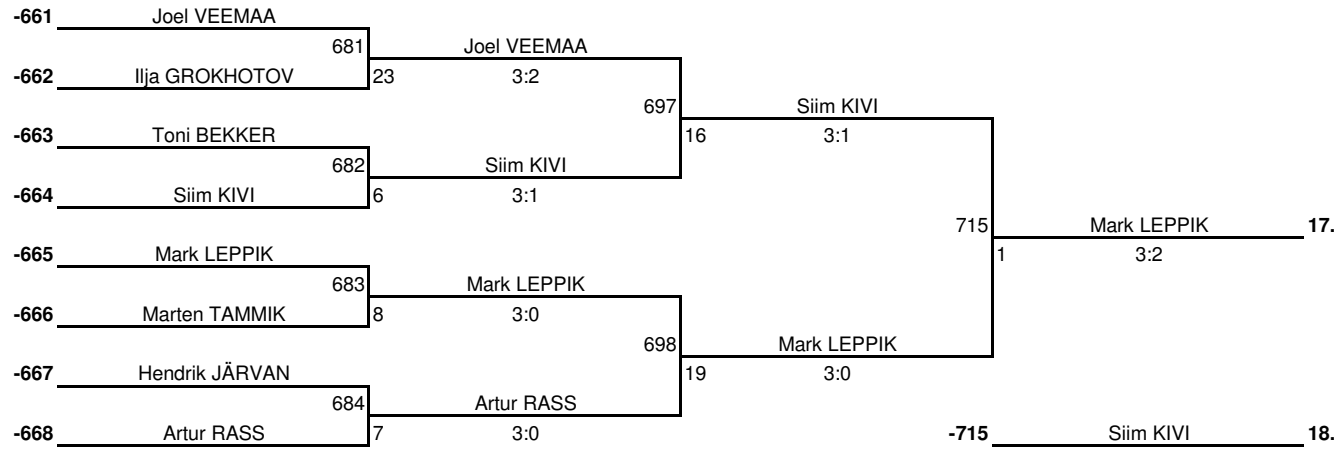 -661 Joel VEEMAA
681 Joel VEEMAA
-662 Ilja GROKHOTOV 23 3:2
697 Siim KIVI
-663 Toni BEKKER 16 3:1
682 Siim KIVI
-664 Siim KIVI 6 3:1
715 Mark LEPPIK 17.
-665 Mark LEPPIK 1 3:2
683 Mark LEPPIK
-666 Marten TAMMIK 8 3:0
698 Mark LEPPIK
-667 Hendrik JÄRVAN 19 3:0
684 Artur RASS
-668 Artur RASS 7 3:0 -715 Siim KIVI 18.